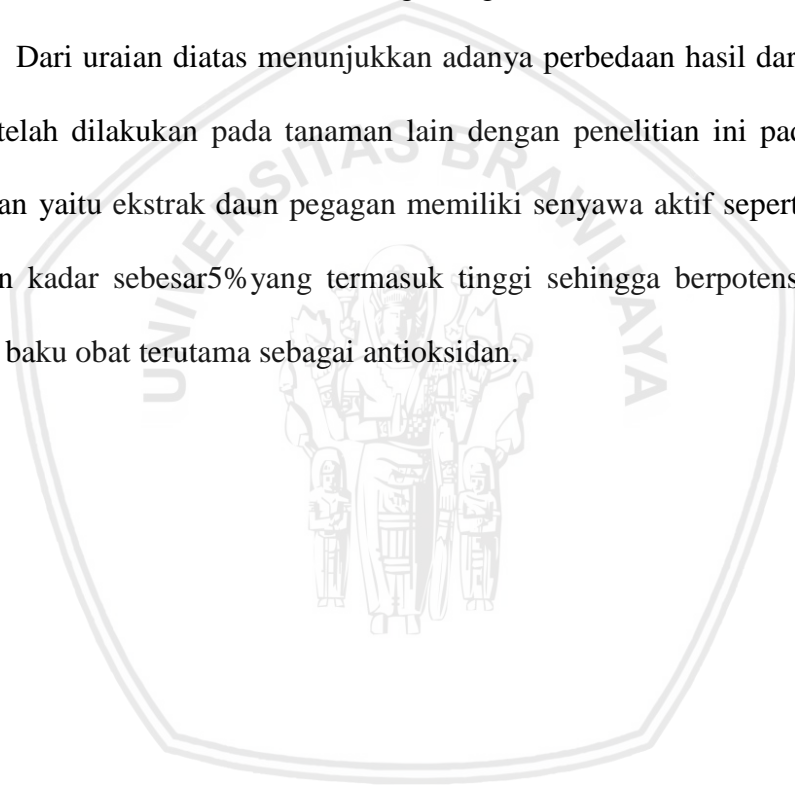 Dari uraian diatas menunjukkan adanya perbedaan hasil dar
telah dilakukan pada tanaman lain dengan penelitian ini pad
an yaitu ekstrak daun pegagan memiliki senyawa aktif sepert
n kadar sebesar5%yang termasuk tinggi sehingga berpotens
baku obat terutama sebagai antioksidan.
UNIVERSITAS BRAWIJAYA